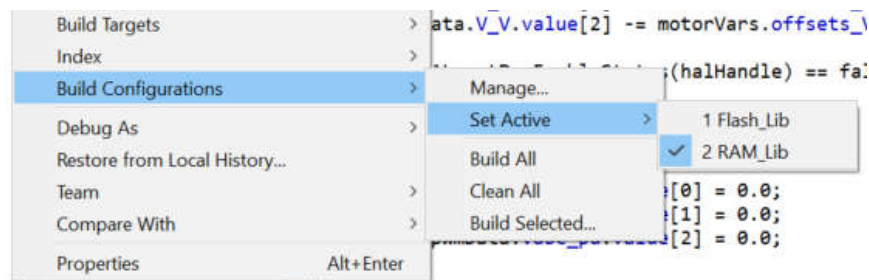 Build Targets
ata.V_V.value[2] -= motorVars.offsets_V
Index
Build Configurations
Manage...
(halHandle) == fal
Debug As
Set Active
1 Flash_Lib
Restore from Local History...
Build All
2 RAM_Lib
Team
Clean All
[0] = 0.0;
Compare With
Build Selected...
[1] = 0.0;
[2] = 0.0;
Properties
Alt+Enter